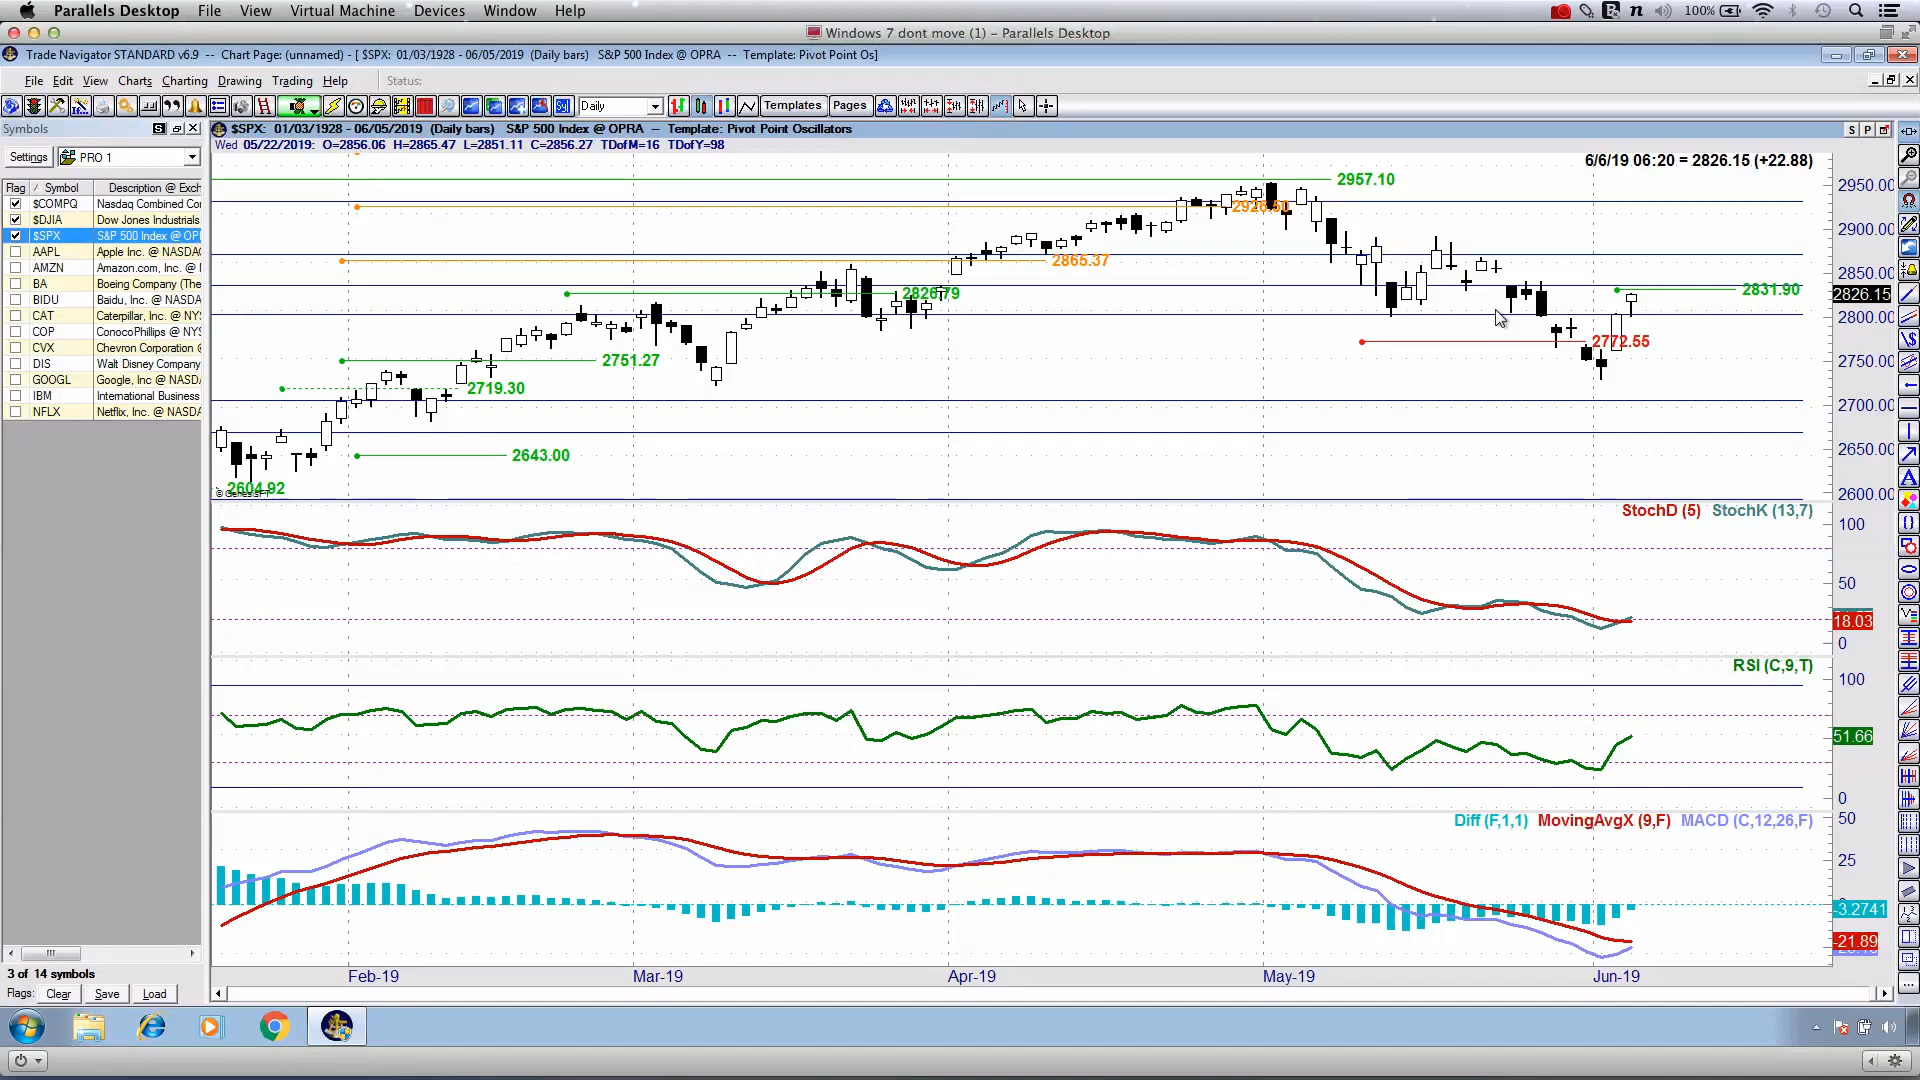 Parallels Desktop File View Virtual Machine Devices Window Help 100%
Windows 7 dont move (1) - Parallels Desktop
Trade Navigator STANDARD v6.9 -- Chart Page: (unnamed) - [ $SPX: 01/03/1928 - 06/05/2019 (Daily bars) S&P 500 Index @ OPRA -- Template: Pivot Point Os]
File Edit View Charts Charting Drawing Trading Help Status:
Daily Templates Pages
Symbols S
$SPX: 01/03/1928 - 06/05/2019 (Daily bars) S&P 500 Index @ OPRA -- Template: Pivot Point Oscillators S P
Wed 05/22/2019: O=2856.06 H=2865.47 L=2851.11 C=2856.27 TDofM=16 TDofY=98
Settings PRO 1
6/6/19 06:20 = 2826.15 (+22.88)
Flag Symbol Description @ Exch
$COMPQ Nasdaq Combined Cor
$DJIA Dow Jones Industrials
$SPX S&P 500 Index @ OPR
AAPL Apple Inc. @ NASDAC
AMZN Amazon.com, Inc. @
BA Boeing Company (The
BIDU Baidu, Inc. @ NASDA
CAT Caterpillar, Inc. @ NY
COP ConocoPhillips @ NYS
CVX Chevron Corporation @
DIS Walt Disney Company
GOOGL Google, Inc @ NASDA
IBM International Business
NFLX Netflix, Inc. @ NASDA
2957.10
2926.50
2865.37
2826.79
2831.90
2772.55
2751.27
2719.30
2643.00
2604.92
2950.00
2900.00
2850.00
2826.15
2800.00
2750.00
2700.00
2650.00
2600.00
StochD (5) StochK (13,7)
100
50
18.03
0
RSI (C,9,T)
100
51.66
0
Diff (F,1,1) MovingAvgX (9,F) MACD (C,12,26,F)
50
25
-3.2741
-21.89
Feb-19 Mar-19 Apr-19 May-19 Jun-19
3 of 14 symbols
Flags: Clear Save Load